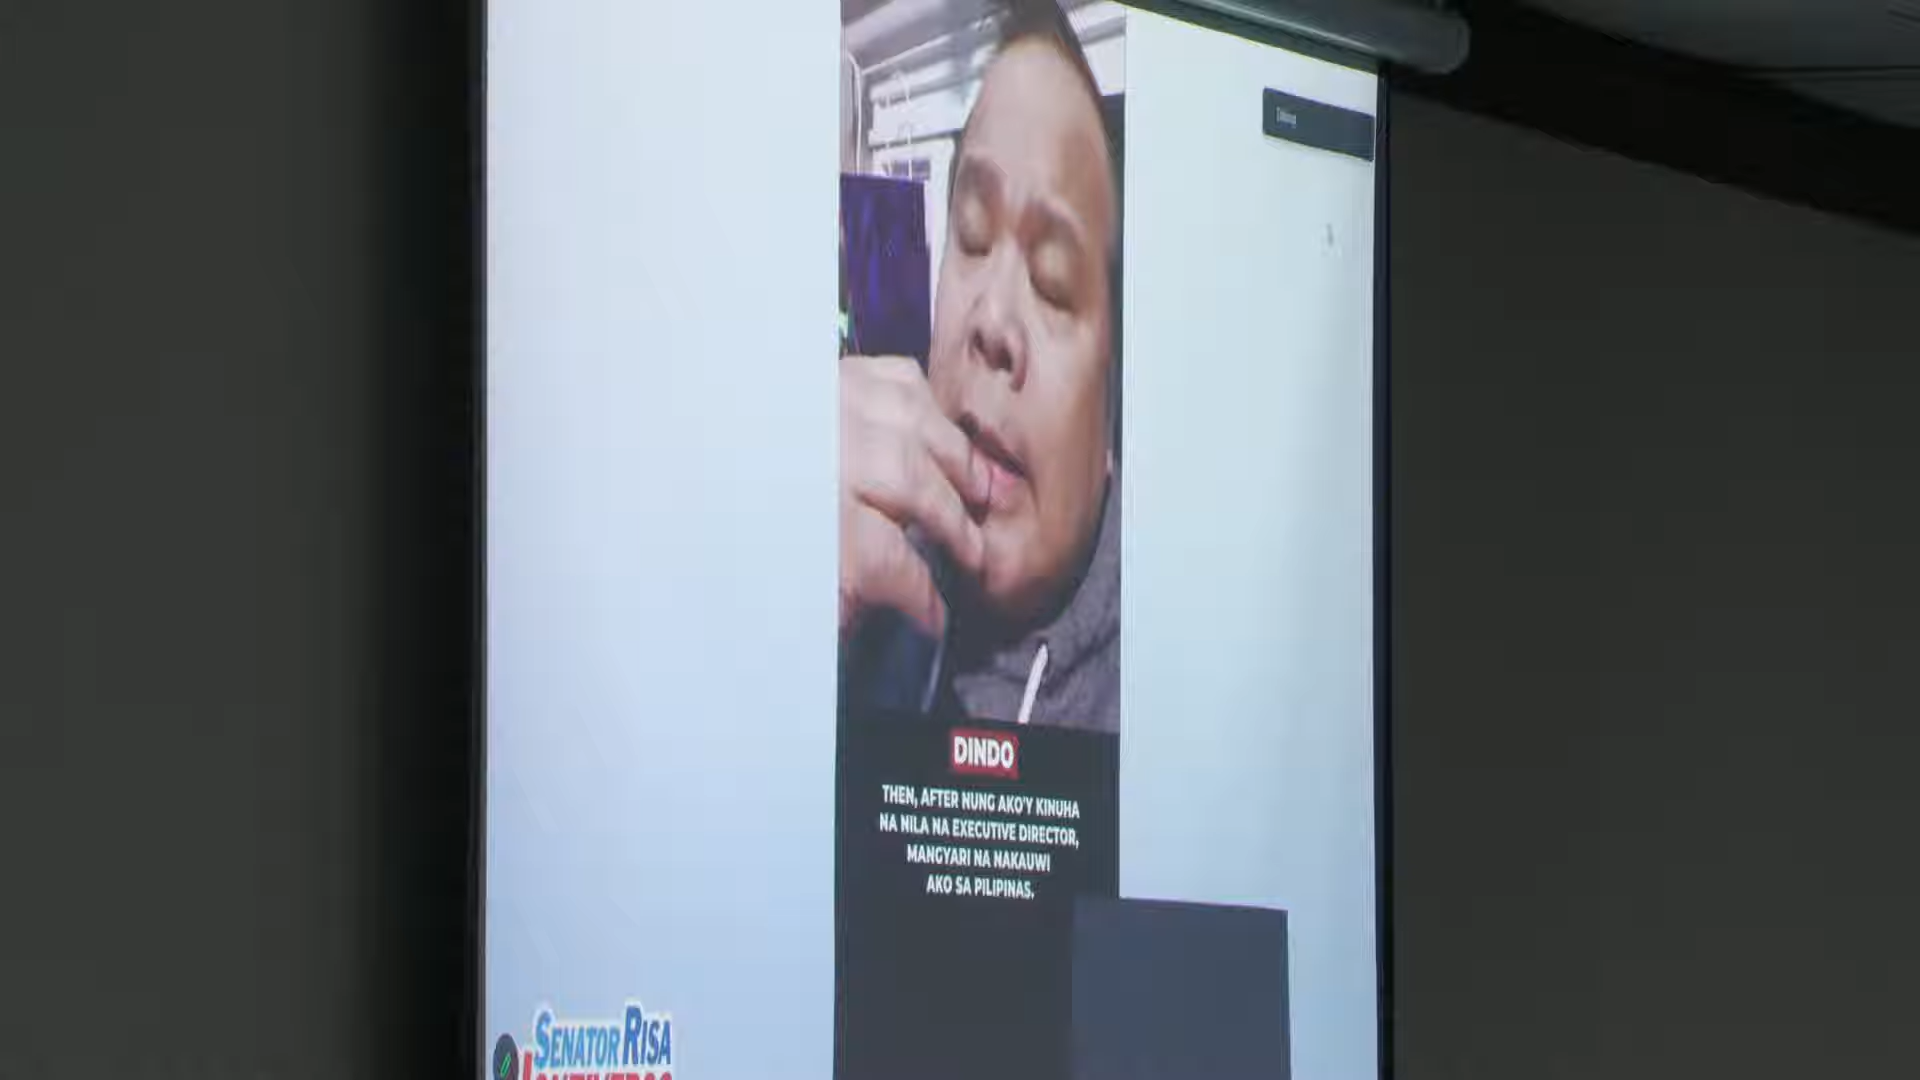 DINDO
THEN, AFTER NUNG AKO'Y KINUHA
NA NILA NA EXECUTIVE DIRECTOR,
MANGYARI NA NAKAUWI
AKO SA PILIPINAS.
SENATOR RISA